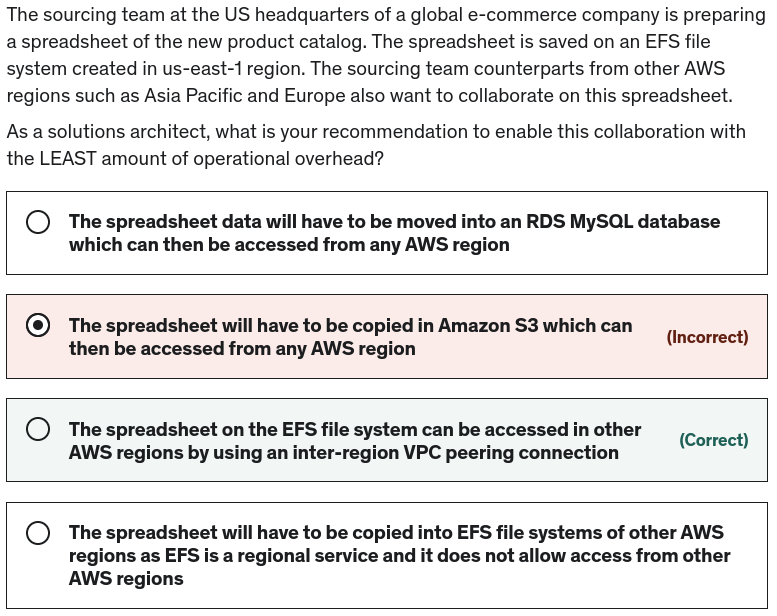 The sourcing team at the US headquarters of a global e-commerce company is preparing
a spreadsheet of the new product catalog. The spreadsheet is saved on an EFS file
system created in us-east-1 region. The sourcing team counterparts from other AWS
regions such as Asia Pacific and Europe also want to collaborate on this spreadsheet.
As a solutions architect, what is your recommendation to enable this collaboration with
the LEAST amount of operational overhead?
The spreadsheet data will have to be moved into an RDS MySQL database
which can then be accessed from any AWS region
The spreadsheet will have to be copied in Amazon S3 which can
then be accessed from any AWS region
(Incorrect)
The spreadsheet on the EFS file system can be accessed in other
AWS regions by using an inter-region VPC peering connection
(Correct)
The spreadsheet will have to be copied into EFS file systems of other AWS
regions as EFS is a regional service and it does not allow access from other
AWS regions